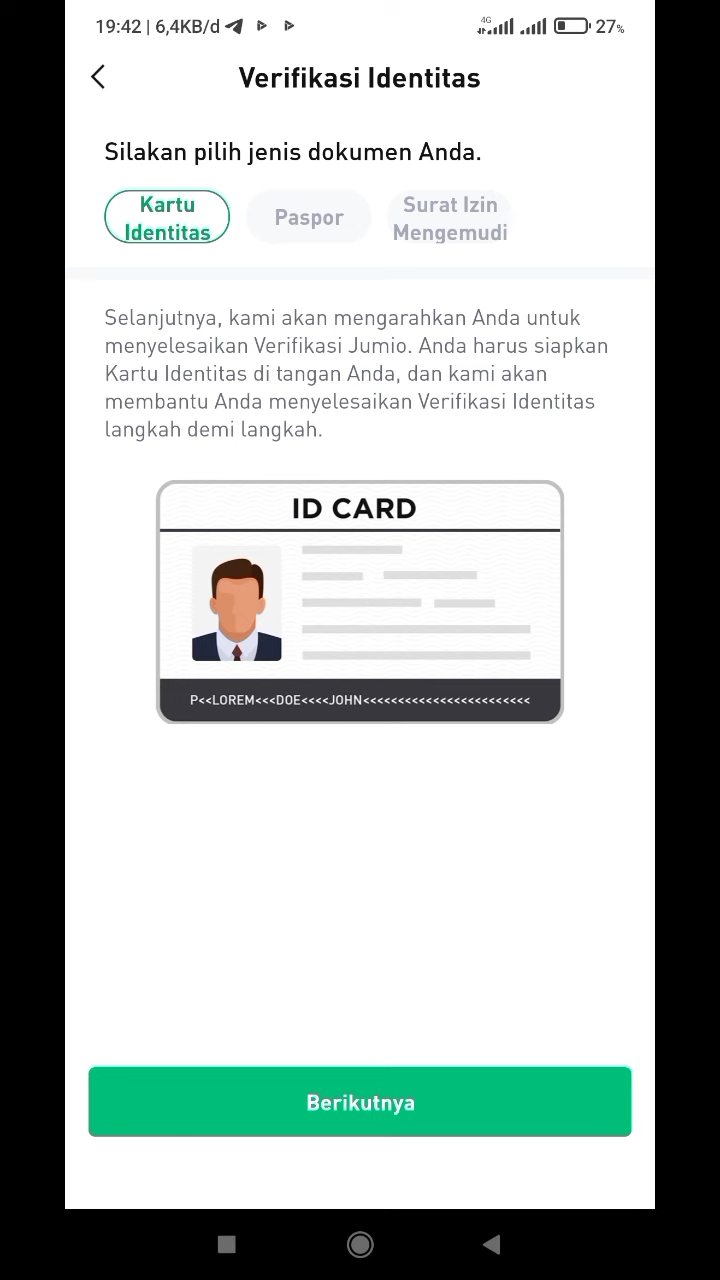 19:42 | 6,4KB/d 4G 27%
Verifikasi Identitas
Silakan pilih jenis dokumen Anda.
Kartu
Identitas
Paspor
Surat Izin
Mengemudi
Selanjutnya, kami akan mengarahkan Anda untuk
menyelesaikan Verifikasi Jumio. Anda harus siapkan
Kartu Identitas di tangan Anda, dan kami akan
membantu Anda menyelesaikan Verifikasi Identitas
langkah demi langkah.
ID CARD
P<<LOREM<<<DOE<<<<JOHN<<<<<<<<<<<<<<<<<<<<<<<<
Berikutnya